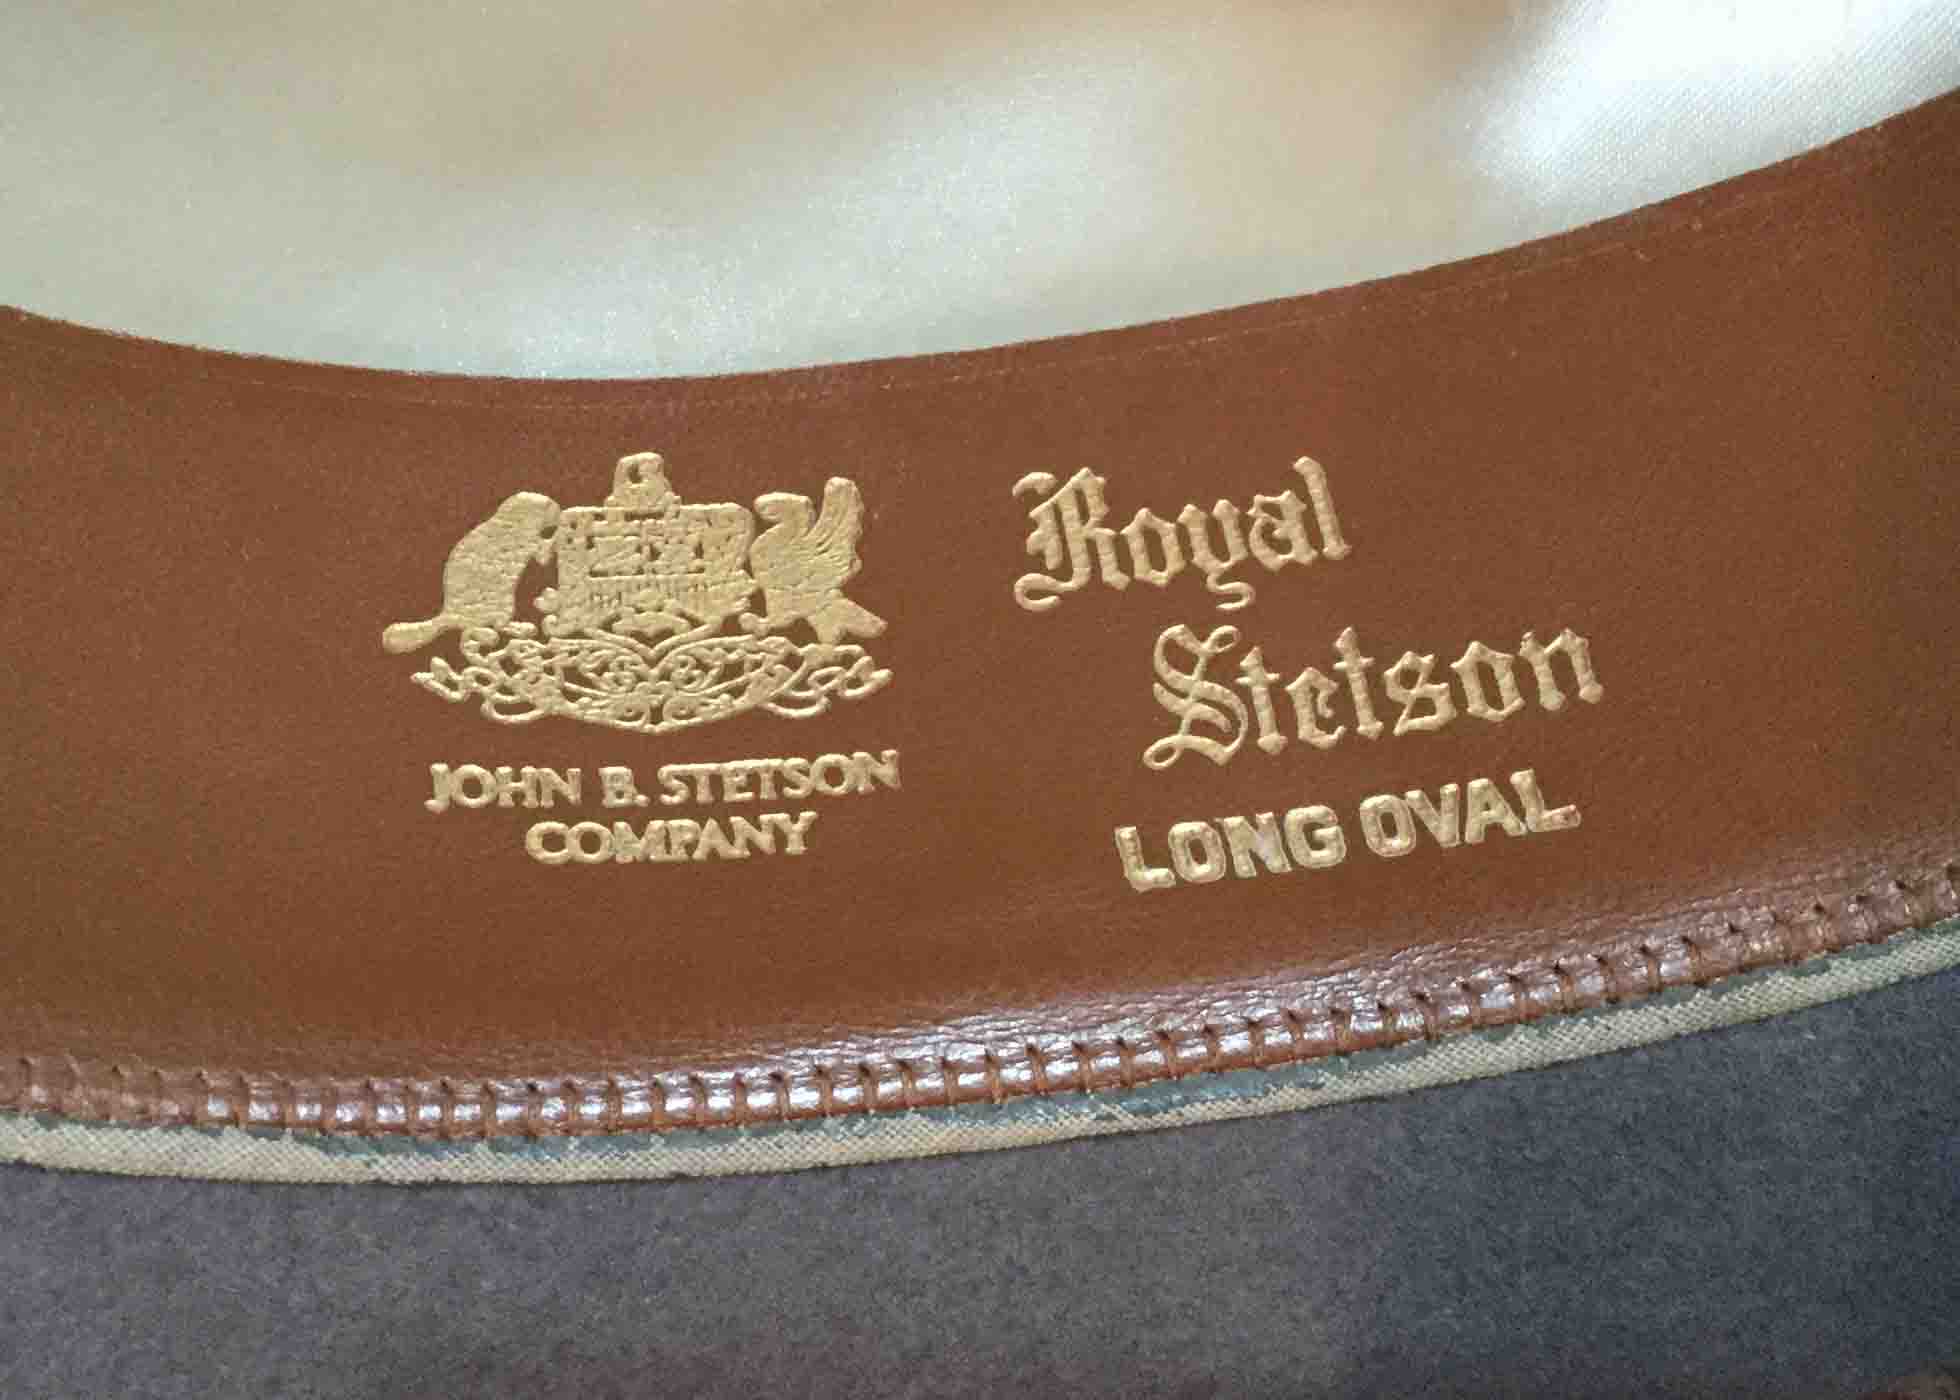 JOHN B. STETSON
COMPANY
Royal
Stetson
LONG OVAL